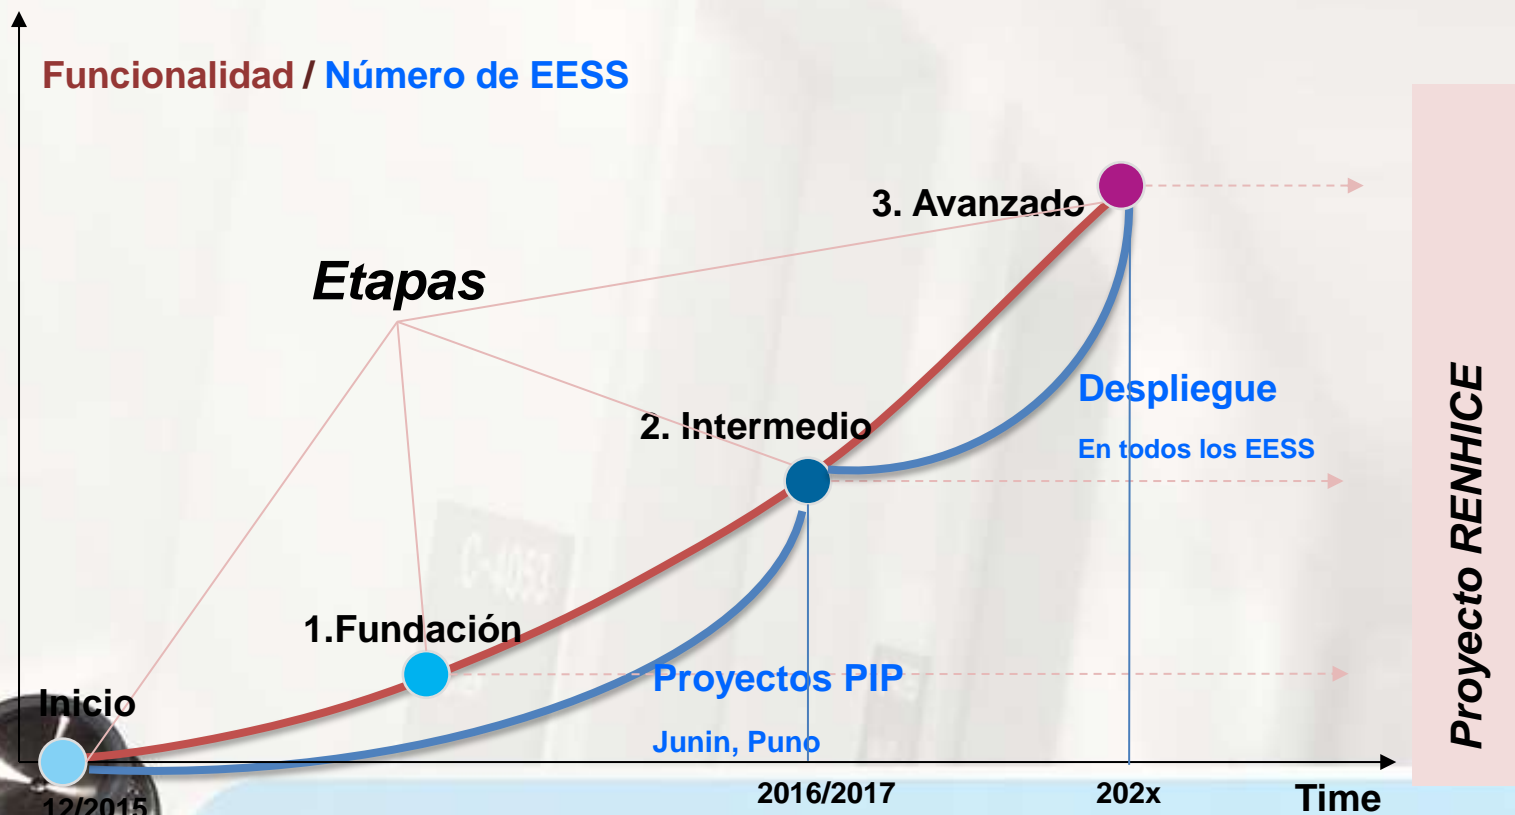 Funcionalidad / Número de EESS
3. Avanzado
Etapas
Despliegue
2. Intermedio
En todos los EESS
Proyecto RENHICE
C-4053
1.Fundación
Proyectos PIP
Inicio
Junin, Puno
12/2015
2016/2017
202x
Time